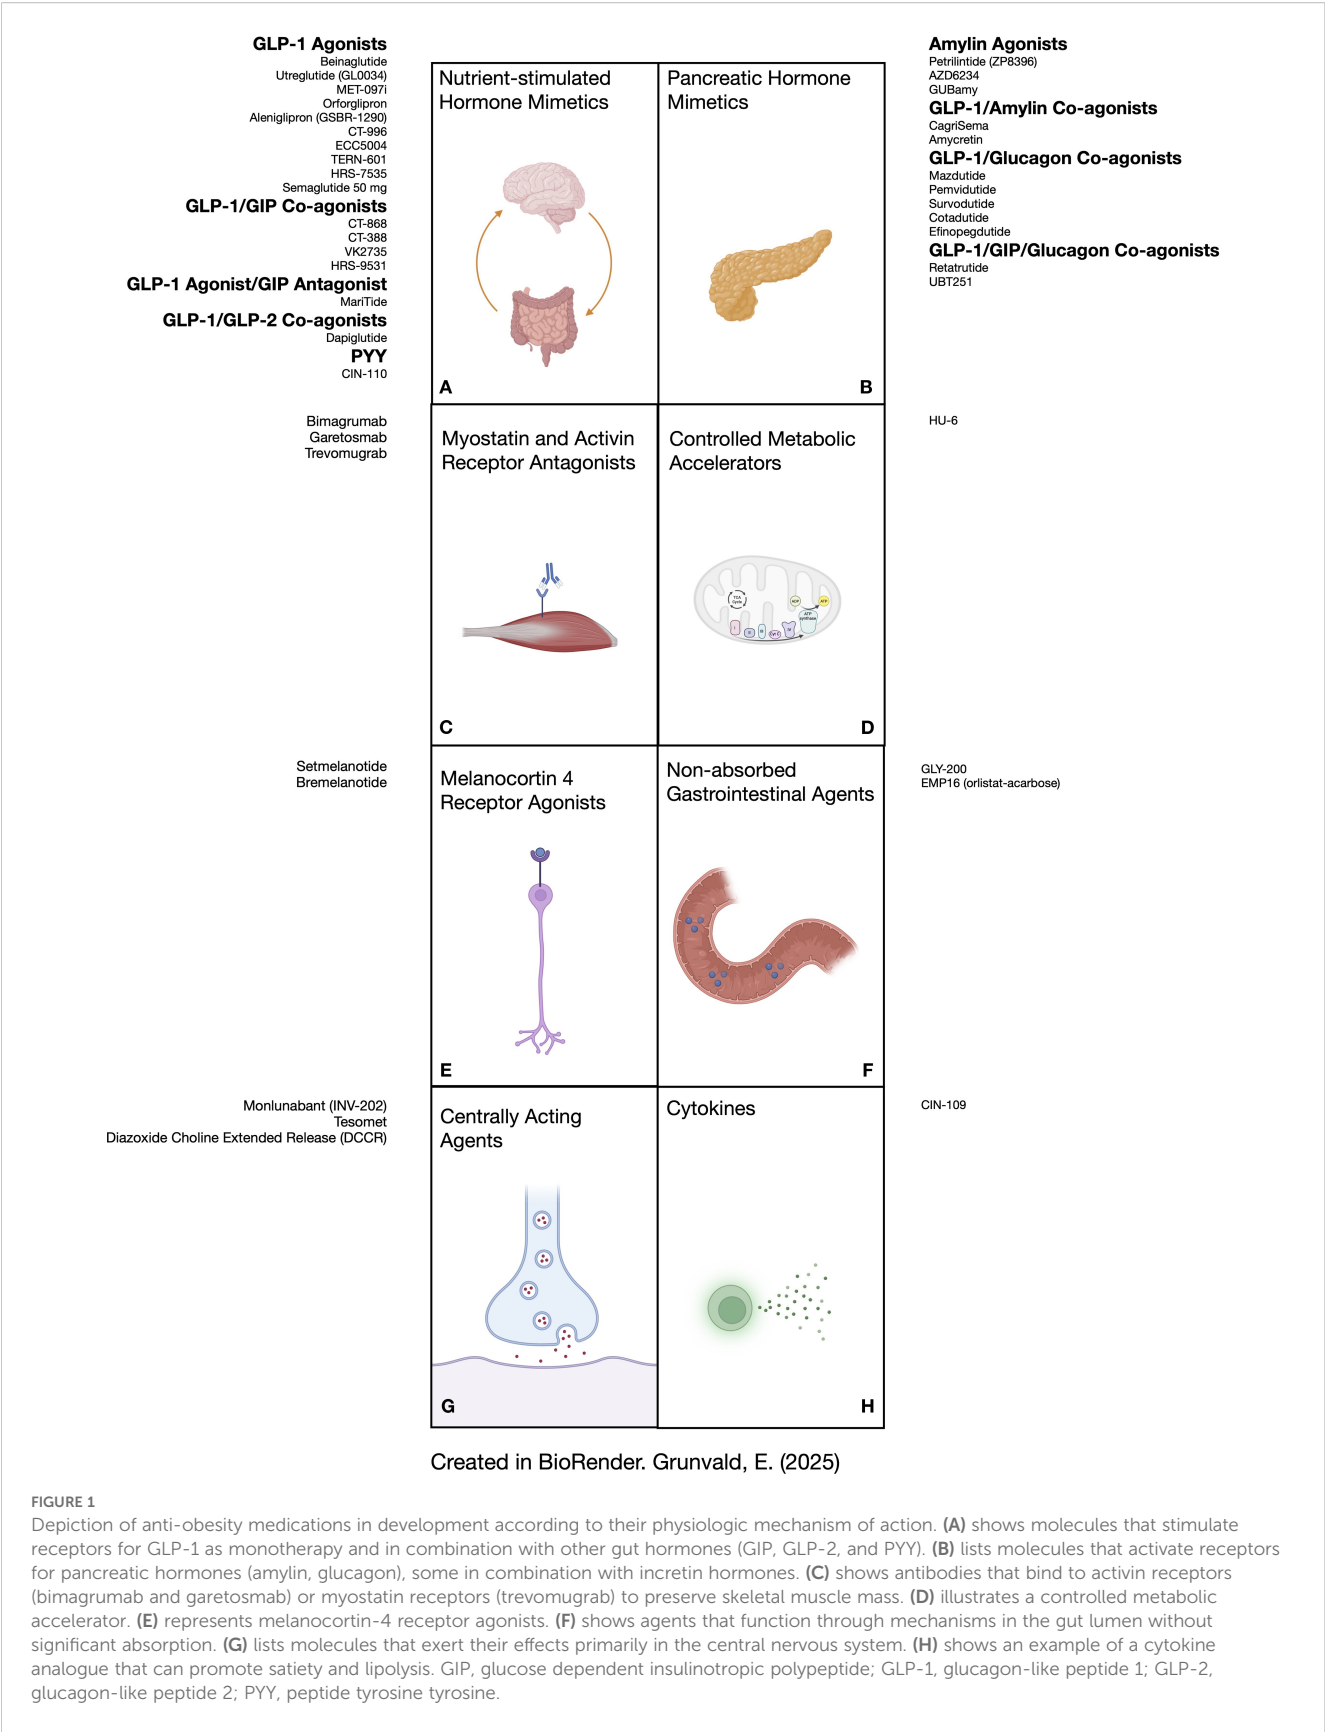 GLP-1 Agonists
Beinaglutide
Utreglutide (GL0034)
MET-097i
Orforglipron
Aleniglipron (GSBR-1290)
CT-996
ECC5004
TERN-601
HRS-7535
Semaglutide 50 mg
GLP-1/GIP Co-agonists
CT-868
CT-388
VK2735
HRS-9531
GLP-1 Agonist/GIP Antagonist
MariTide
GLP-1/GLP-2 Co-agonists
Dapiglutide
PYY
CIN-110
Nutrient-stimulated
Hormone Mimetics
A
Pancreatic Hormone
Mimetics
B
Amylin Agonists
Petrilintide (ZP8396)
AZD6234
GUBamy
GLP-1/Amylin Co-agonists
CagriSema
Amycretin
GLP-1/Glucagon Co-agonists
Mazdutide
Pemvidutide
Survodutide
Cotadutide
Efinopegdutide
GLP-1/GIP/Glucagon Co-agonists
Retatrutide
UBT251
Bimagrumab
Garetosmab
Trevomugrab
Myostatin and Activin
Receptor Antagonists
C
Controlled Metabolic
Accelerators
TCA
Cycle
ADP
ATP
ATP
synthase
I
II
III
Cyt C
IV
D
HU-6
Setmelanotide
Bremelanotide
Melanocortin 4
Receptor Agonists
E
Non-absorbed
Gastrointestinal Agents
F
GLY-200
EMP16 (orlistat-acarbose)
Monlunabant (INV-202)
Tesomet
Diazoxide Choline Extended Release (DCCR)
Centrally Acting
Agents
G
Cytokines
H
CIN-109
Created in BioRender. Grunvald, E. (2025)
FIGURE 1
Depiction of anti-obesity medications in development according to their physiologic mechanism of action. (A) shows molecules that stimulate
receptors for GLP-1 as monotherapy and in combination with other gut hormones (GIP, GLP-2, and PYY). (B) lists molecules that activate receptors
for pancreatic hormones (amylin, glucagon), some in combination with incretin hormones. (C) shows antibodies that bind to activin receptors
(bimagrumab and garetosmab) or myostatin receptors (trevomugrab) to preserve skeletal muscle mass. (D) illustrates a controlled metabolic
accelerator. (E) represents melanocortin-4 receptor agonists. (F) shows agents that function through mechanisms in the gut lumen without
significant absorption. (G) lists molecules that exert their effects primarily in the central nervous system. (H) shows an example of a cytokine
analogue that can promote satiety and lipolysis. GIP, glucose dependent insulinotropic polypeptide; GLP-1, glucagon-like peptide 1; GLP-2,
glucagon-like peptide 2; PYY, peptide tyrosine tyrosine.